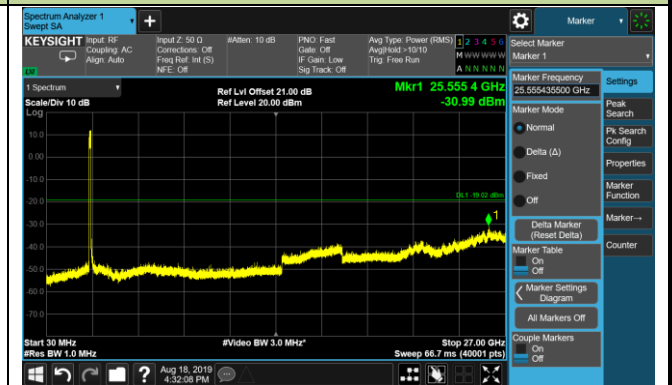 Spectrum Analyzer 1
Swept SA
Marker
KEYSIGHT
Input: RF
Coupling: AC
Align: Auto
Input Z: 50 Ω
Corrections: Off
Freq Ref: Int (S)
NFE: Off
#Atten: 10 dB
PNO: Fast
Gate: Off
IF Gain: Low
Sig Track: Off
Avg Type: Power (RMS)
Avg|Hold:>10/10
Trig: Free Run
1 2 3 4 5 6
M W W W W W
A N N N N N
LW
1 Spectrum
Scale/Div 10 dB
Log
Ref Lvl Offset 21.00 dB
Ref Level 20.00 dBm
Mkr1 25.555 4 GHz
-30.99 dBm
10.0
0.00
-10.0
-20.0
-30.0
-40.0
-50.0
-60.0
-70.0
DL1 -19.02 dBm
1
Start 30 MHz
#Res BW 1.0 MHz
#Video BW 3.0 MHz*
Stop 27.00 GHz
Sweep 66.7 ms (40001 pts)
Select Marker
Marker 1
Marker Frequency
25.555435500 GHz
Marker Mode
Normal
Delta (Δ)
Fixed
Off
Delta Marker
(Reset Delta)
Marker Table
On
Off
Marker Settings
Diagram
All Markers Off
Couple Markers
On
Off
Settings
Peak
Search
Pk Search
Config
Properties
Marker
Function
Marker→
Counter
Aug 18, 2019
4:32:08 PM